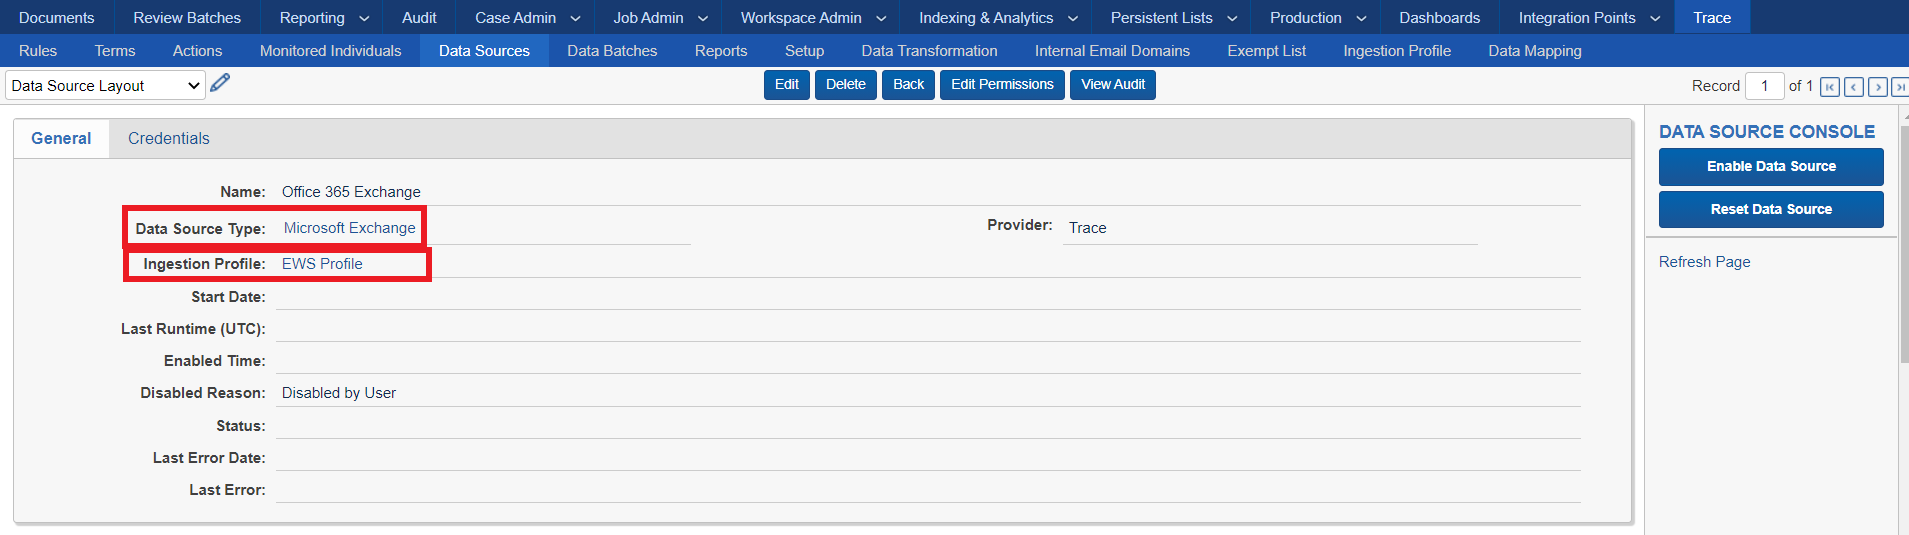 Documents Review Batches Reporting Audit Case Admin Job Admin Workspace Admin Indexing & Analytics Persistent Lists Production Dashboards Integration Points Trace
Rules Terms Actions Monitored Individuals Data Sources Data Batches Reports Setup Data Transformation Internal Email Domains Exempt List Ingestion Profile Data Mapping
Data Source Layout Edit Delete Back Edit Permissions View Audit Record 1 of 1
General Credentials
Name: Office 365 Exchange
Data Source Type: Microsoft Exchange Provider: Trace
Ingestion Profile: EWS Profile
Start Date:
Last Runtime (UTC):
Enabled Time:
Disabled Reason: Disabled by User
Status:
Last Error Date:
Last Error:
DATA SOURCE CONSOLE
Enable Data Source
Reset Data Source
Refresh Page